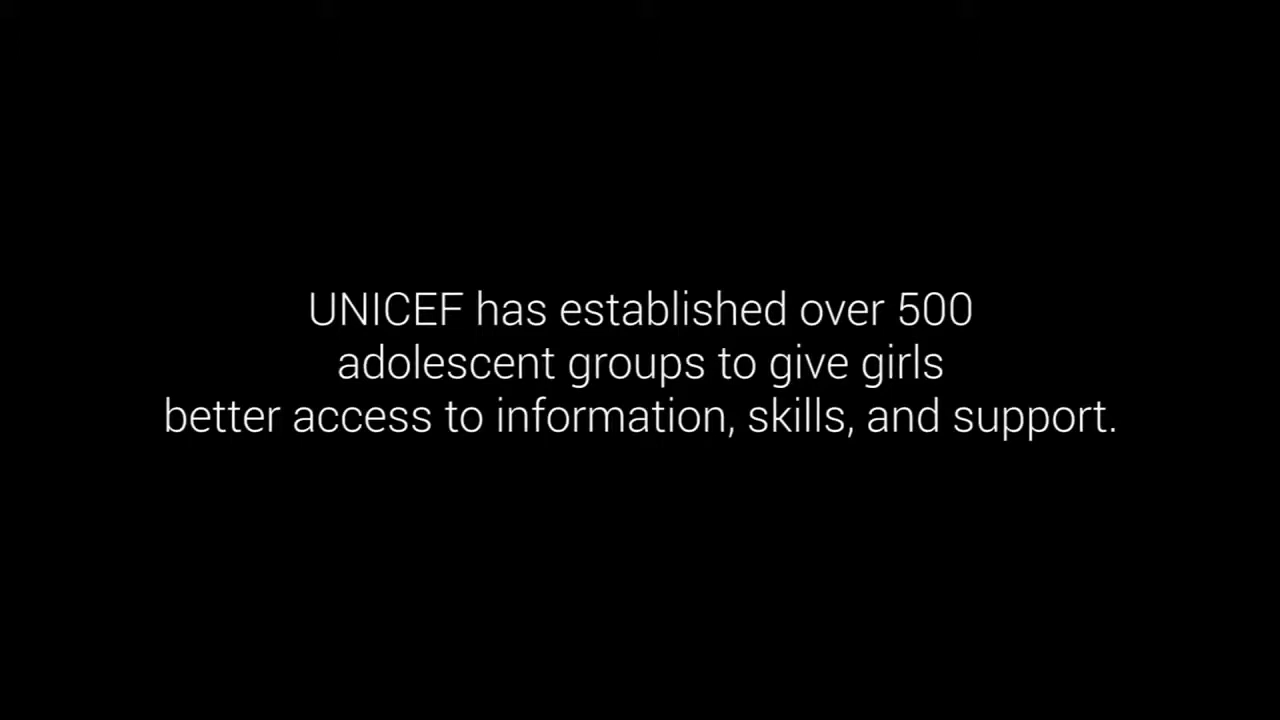 UNICEF has established over 500
adolescent groups to give girls
better access to information, skills, and support.